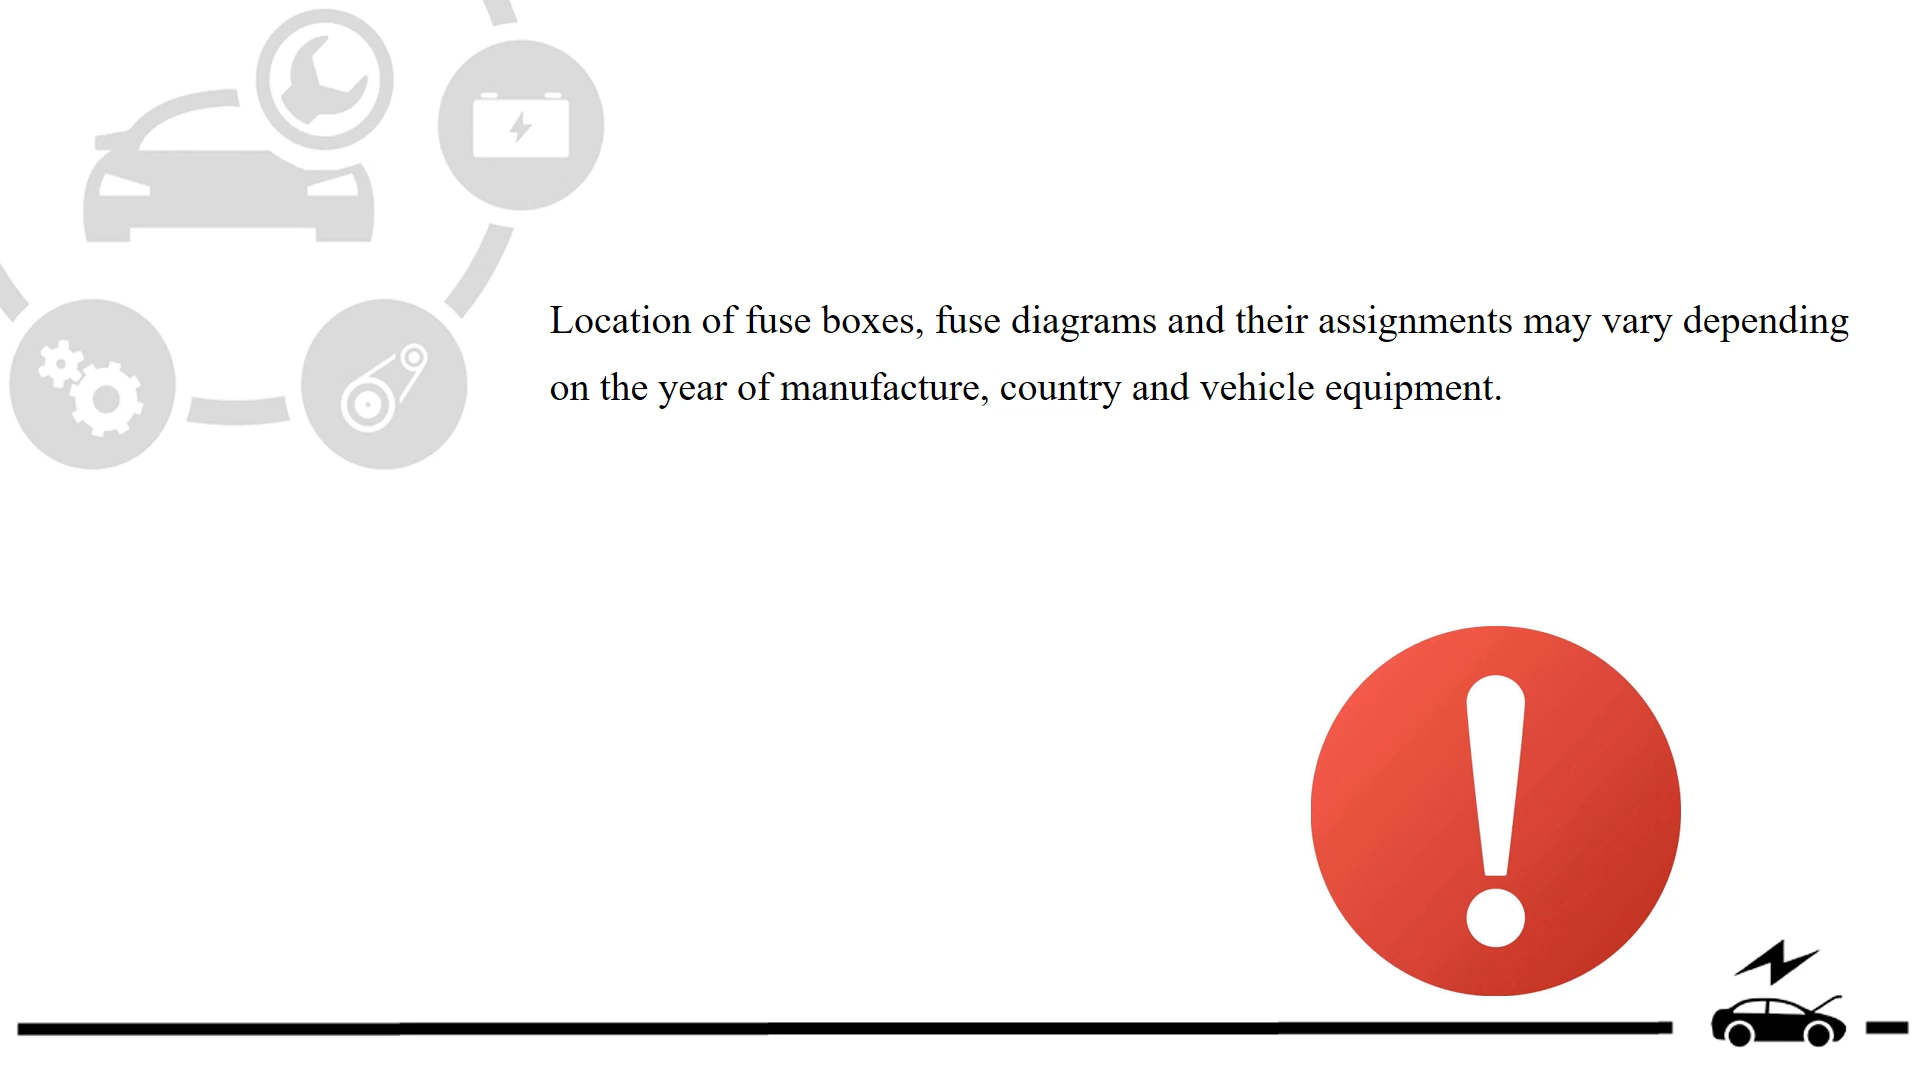 Location of fuse boxes, fuse diagrams and their assignments may vary depending
on the year of manufacture, country and vehicle equipment.